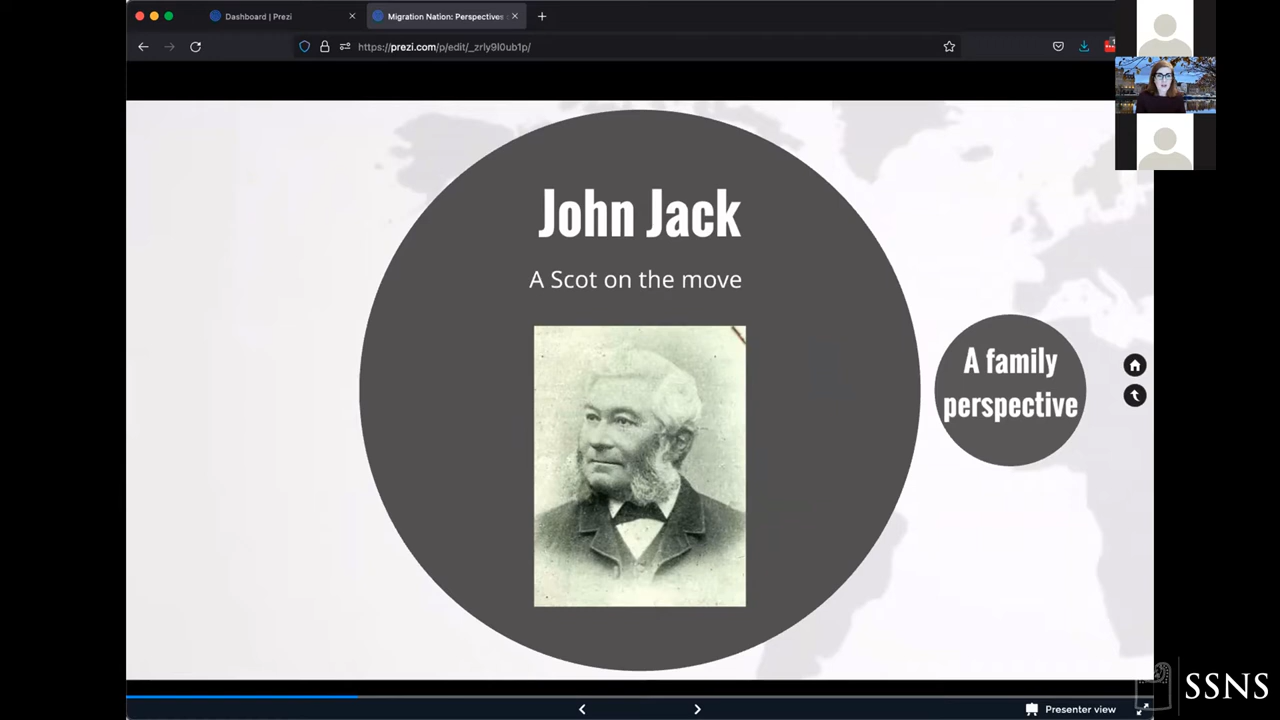 Dashboard | Prezi
Migration Nation: Perspectives
https://prezi.com/p/edit/_zrly9l0ub1p/
John Jack
A Scot on the move
A family
perspective
Presenter view
SSNS